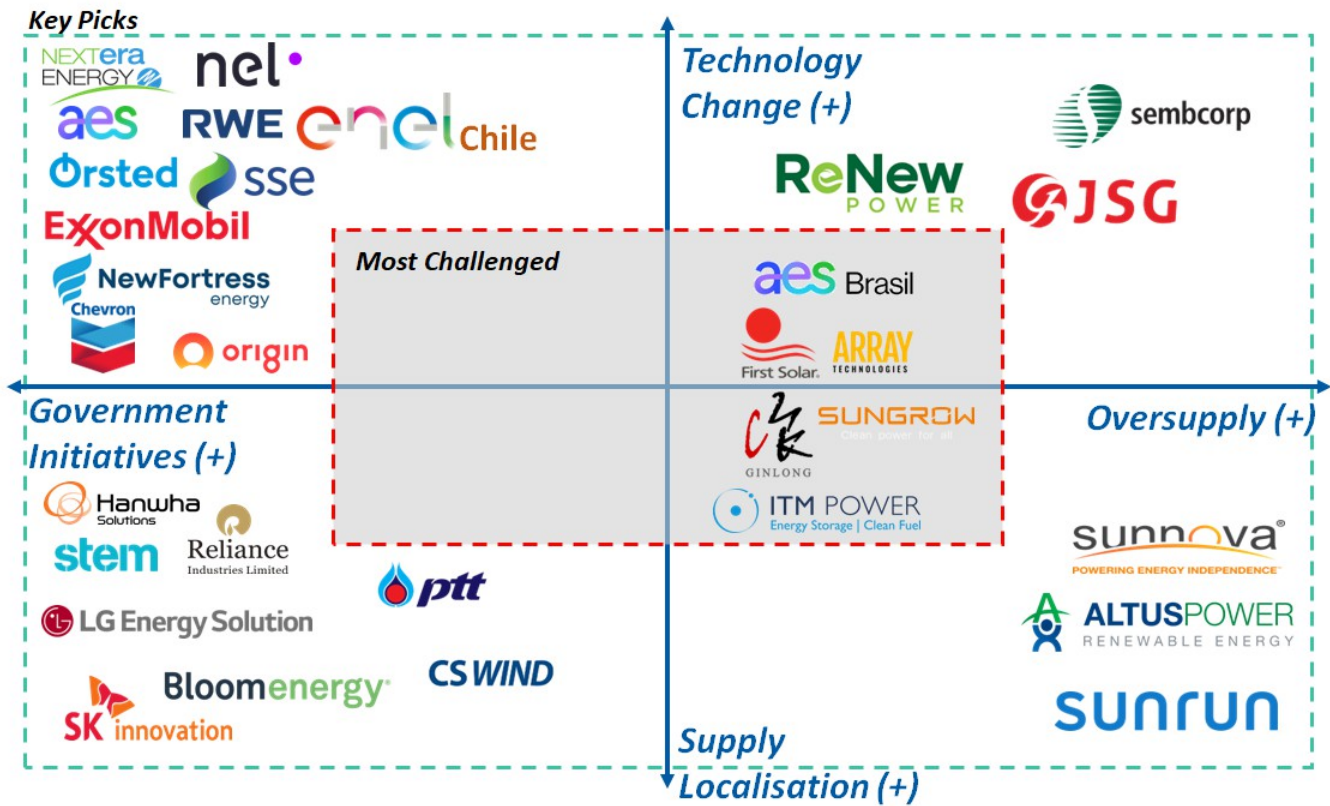 Key Picks
NEXTera
ENERGY
nel
aes
RWE
enel Chile
Ørsted
sse
ExxonMobil
NewFortress
energy
Chevron
origin
Technology
Change (+)
sembcorp
ReNew
POWER
JSG
Most Challenged
aes Brasil
First Solar.
ARRAY
TECHNOLOGIES
Government
Initiatives (+)
Oversupply (+)
GINLONG
SUNGROW
Clean power for all
ITM POWER
Energy Storage | Clean Fuel
Hanwha
Solutions
stem
Reliance
Industries Limited
ptt
LG Energy Solution
Bloomenergy®
CS WIND
SK innovation
sunnova®
POWERING ENERGY INDEPENDENCE™
ALTUSPOWER
RENEWABLE ENERGY
sunrun
Supply
Localisation (+)